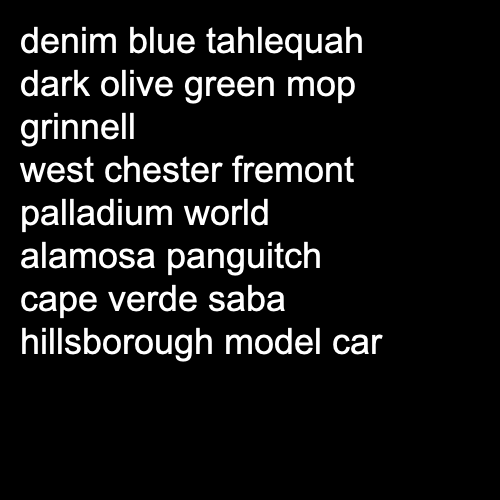 denim blue tahlequah
dark olive green mop
grinnell
west chester fremont
palladium world
alamosa panguitch
cape verde saba
hillsborough model car